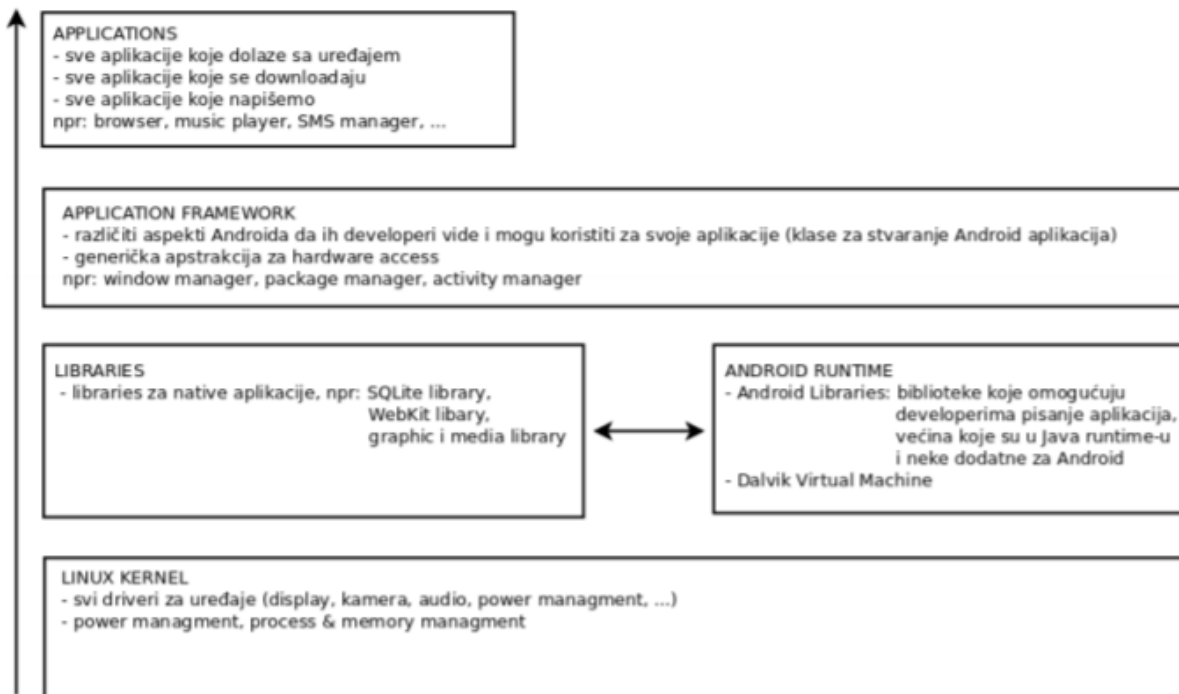 APPLICATIONS
- sve aplikacije koje dolaze sa uređajem
- sve aplikacije koje se downloadaju
- sve aplikacije koje napišemo
npr: browser, music player, SMS manager, ...
APPLICATION FRAMEWORK
- različiti aspekti Androida da ih developeri vide i mogu koristiti za svoje aplikacije (klase za stvaranje Android aplikacija)
- generička apstrakcija za hardware access
npr: window manager, package manager, activity manager
LIBRARIES
- libraries za native aplikacije, npr: SQLite library,
WebKit libary,
graphic i media library
ANDROID RUNTIME
- Android Libraries: biblioteke koje omogućuju
developerima pisanje aplikacija,
većina koje su u Java runtime-u
i neke dodatne za Android
- Dalvik Virtual Machine
LINUX KERNEL
- svi driveri za uređaje (display, kamera, audio, power managment, ...)
- power managment, process & memory managment